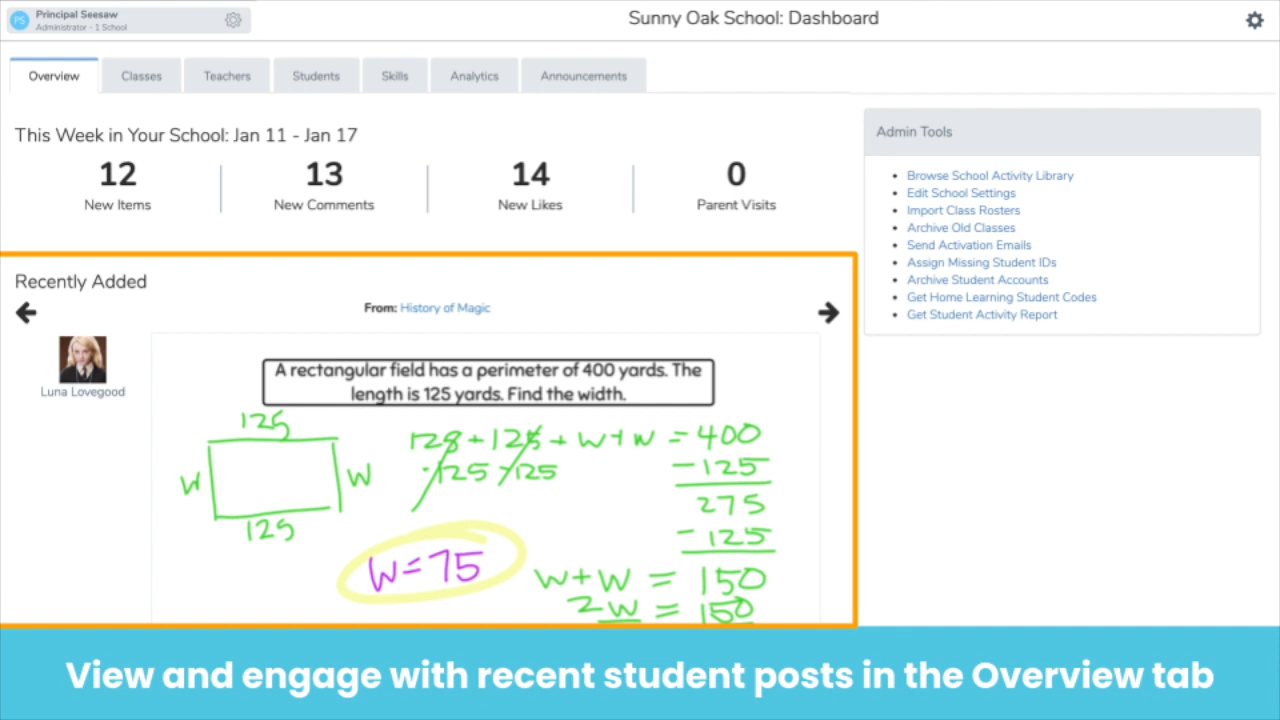 PS
Principal Seesaw
Administrator - 1 School
Sunny Oak School: Dashboard
Overview
Classes
Teachers
Students
Skills
Analytics
Announcements
This Week in Your School: Jan 11 - Jan 17
12
New Items
13
New Comments
14
New Likes
0
Parent Visits
Admin Tools
Browse School Activity Library
Edit School Settings
Import Class Rosters
Archive Old Classes
Send Activation Emails
Assign Missing Student IDs
Archive Student Accounts
Get Home Learning Student Codes
Get Student Activity Report
Recently Added
From: History of Magic
Luna Lovegood
A rectangular field has a perimeter of 400 yards. The
length is 125 yards. Find the width.
125
W
W
125
125 + 125 + W + W = 400
-125 -125
-125
275
-125
W=75
W+W = 150
2W = 150
View and engage with recent student posts in the Overview tab